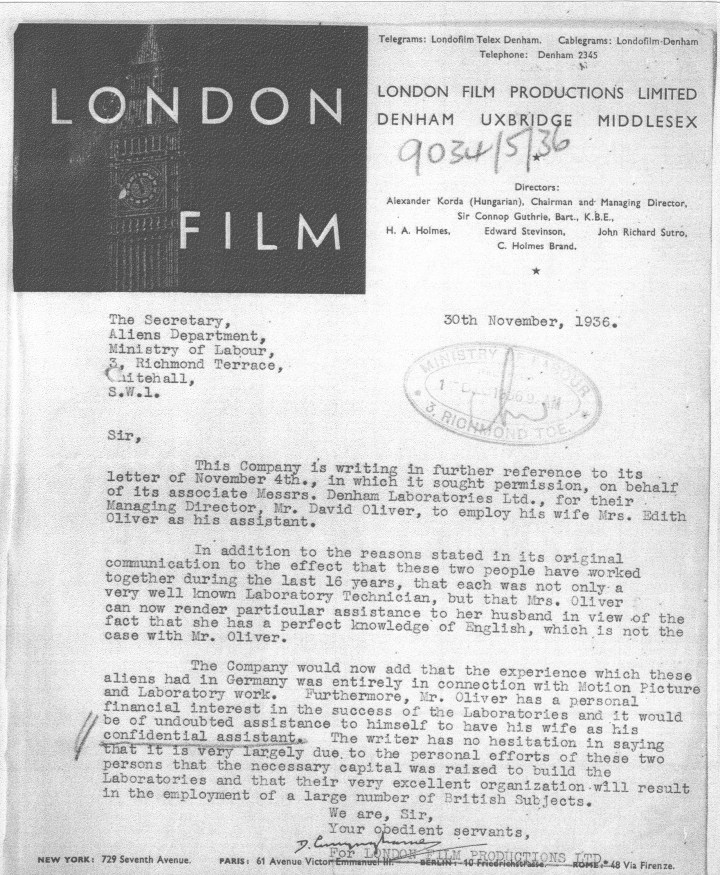 LONDON
FILM
Telegrams: Londofilm Telex Denham. Cablegrams: Londofilm-Denham
Telephone: Denham 2345
LONDON FILM PRODUCTIONS LIMITED
DENHAM UXBRIDGE MIDDLESEX
9034/5/36
Directors:
Alexander Korda (Hungarian), Chairman and Managing Director,
Sir Connop Guthrie, Bart., K.B.E.,
H. A. Holmes, Edward Stevinson, John Richard Sutro,
C. Holmes Brand.
30th November, 1936.
The Secretary,
Aliens Department,
Ministry of Labour,
3, Richmond Terrace,
hitehall,
S.W.1.
MINISTRY OF LABOUR
3, RICHMOND TCE.
Sir,
This Company is writing in further reference to its
letter of November 4th., in which it sought permission, on behalf
of its associate Messrs. Denham Laboratories Ltd., for their
Managing Director, Mr. David Oliver, to employ his wife Mrs. Edith
Oliver as his assistant.
In addition to the reasons stated in its original
communication to the effect that these two people have worked
together during the last 16 years, that each was not only a
very well known Laboratory Technician, but that Mrs. Oliver
can now render particular assistance to her husband in view of the
fact that she has a perfect knowledge of English, which is not the
case with Mr. Oliver.
The Company would now add that the experience which these
aliens had in Germany was entirely in connection with Motion Picture
and Laboratory work. Furthermore, Mr. Oliver has a personal
financial interest in the success of the Laboratories and it would
be of undoubted assistance to himself to have his wife as his
confidential assistant. The writer has no hesitation in saying
that it is very largely due to the personal efforts of these two
persons that the necessary capital was raised to build the
Laboratories and that their very excellent organization will result
in the employment of a large number of British Subjects.
We are, Sir,
Your obedient servants,
For LONDON FILM PRODUCTIONS LTD.
NEW YORK: 729 Seventh Avenue. PARIS: 61 Avenue Victor Emmanuel III. BERLIN: 10 Friedrichstrasse. ROME: 48 Via Firenze.